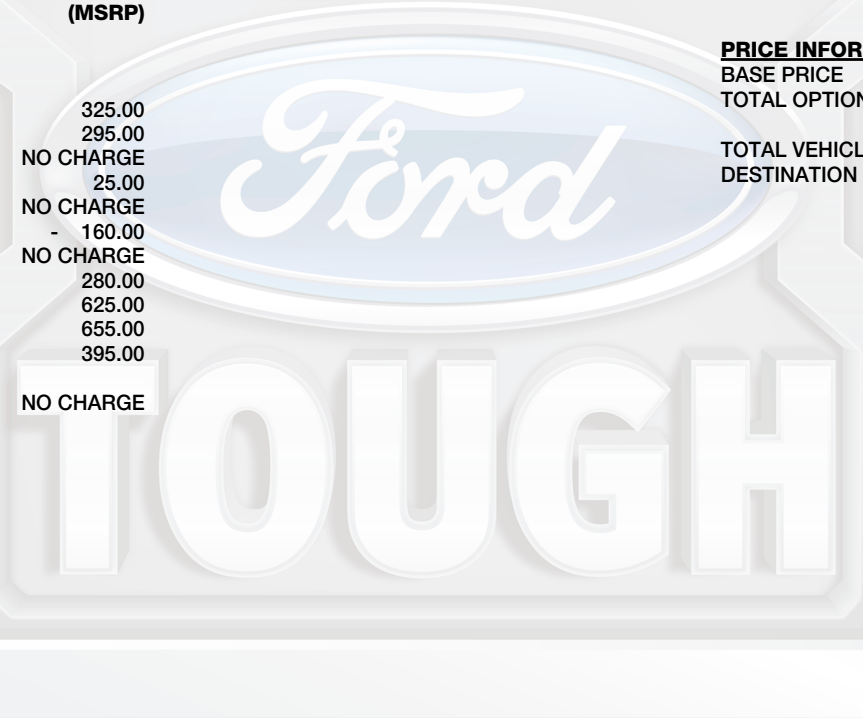 (MSRP)
325.00
295.00
NO CHARGE
25.00
NO CHARGE
- 160.00
NO CHARGE
280.00
625.00
655.00
395.00
NO CHARGE
PRICE INFOR
BASE PRICE
TOTAL OPTION
TOTAL VEHICL
DESTINATION
Ford
TOUGH